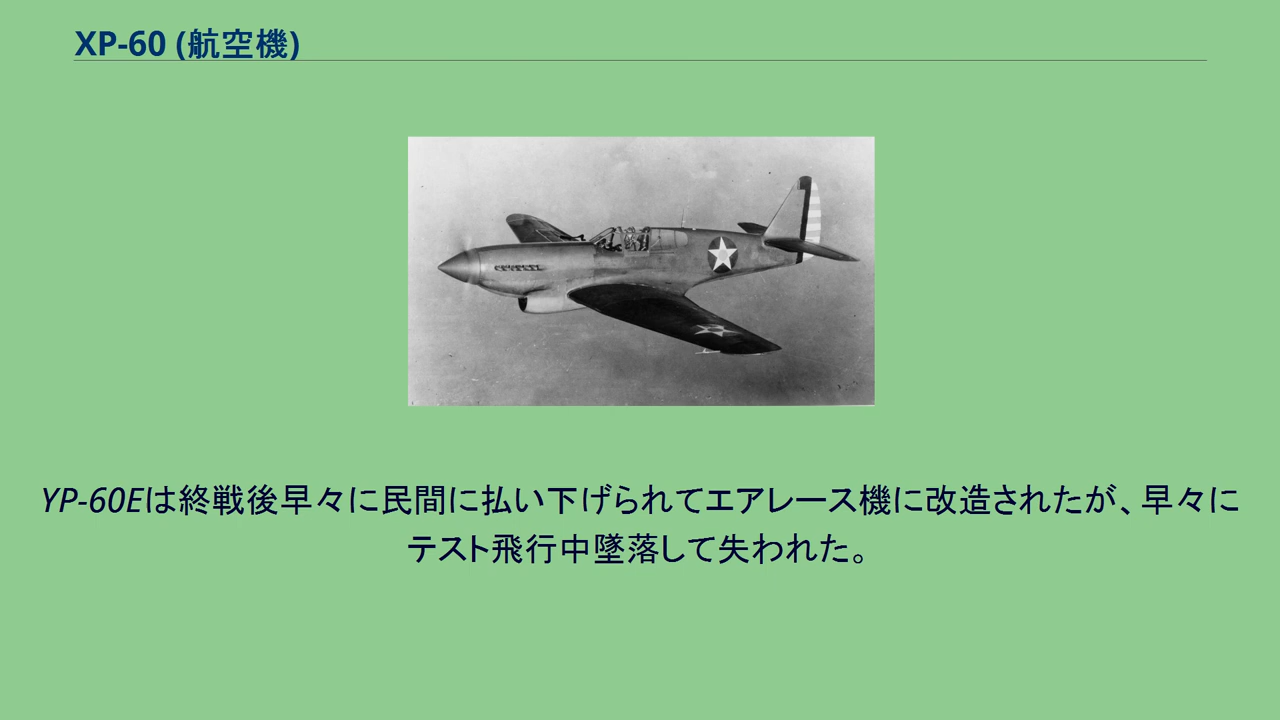 XP-60 (航空機)
YP-60Eは終戦後早々に民間に払い下げられてエアレース機に改造されたが、早々に
テスト飛行中墜落して失われた。